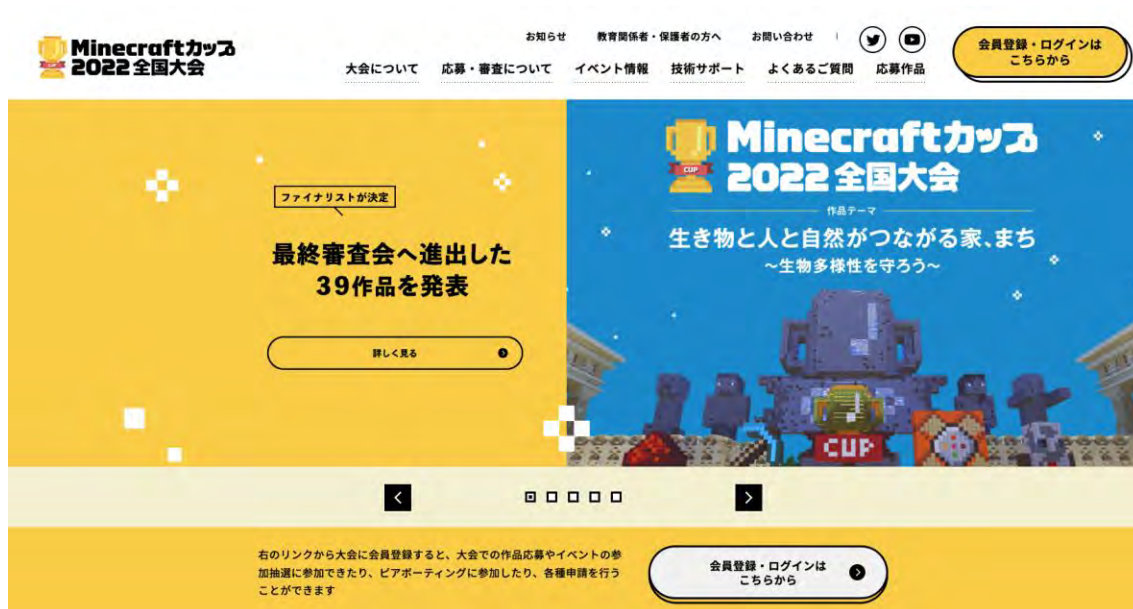 Minecraftカップ
2022 全国大会
お知らせ
教育関係者・保護者の方へ
お問い合わせ
大会について
応募・審査について
イベント情報
技術サポート
よくあるご質問
応募作品
会員登録・ログインは
こちらから
ファイナリストが決定
最終審査会へ進出した
39作品を発表
詳しく見る
CUP
Minecraftカップ
2022 全国大会
作品テーマ
生き物と人と自然がつながる家、まち
～生物多様性を守ろう～
CUP
右のリンクから大会に会員登録すると、大会での作品応募やイベントの参
加抽選に参加できたり、ピアボーティングに参加したり、各種申請を行う
ことができます
会員登録・ログインは
こちらから